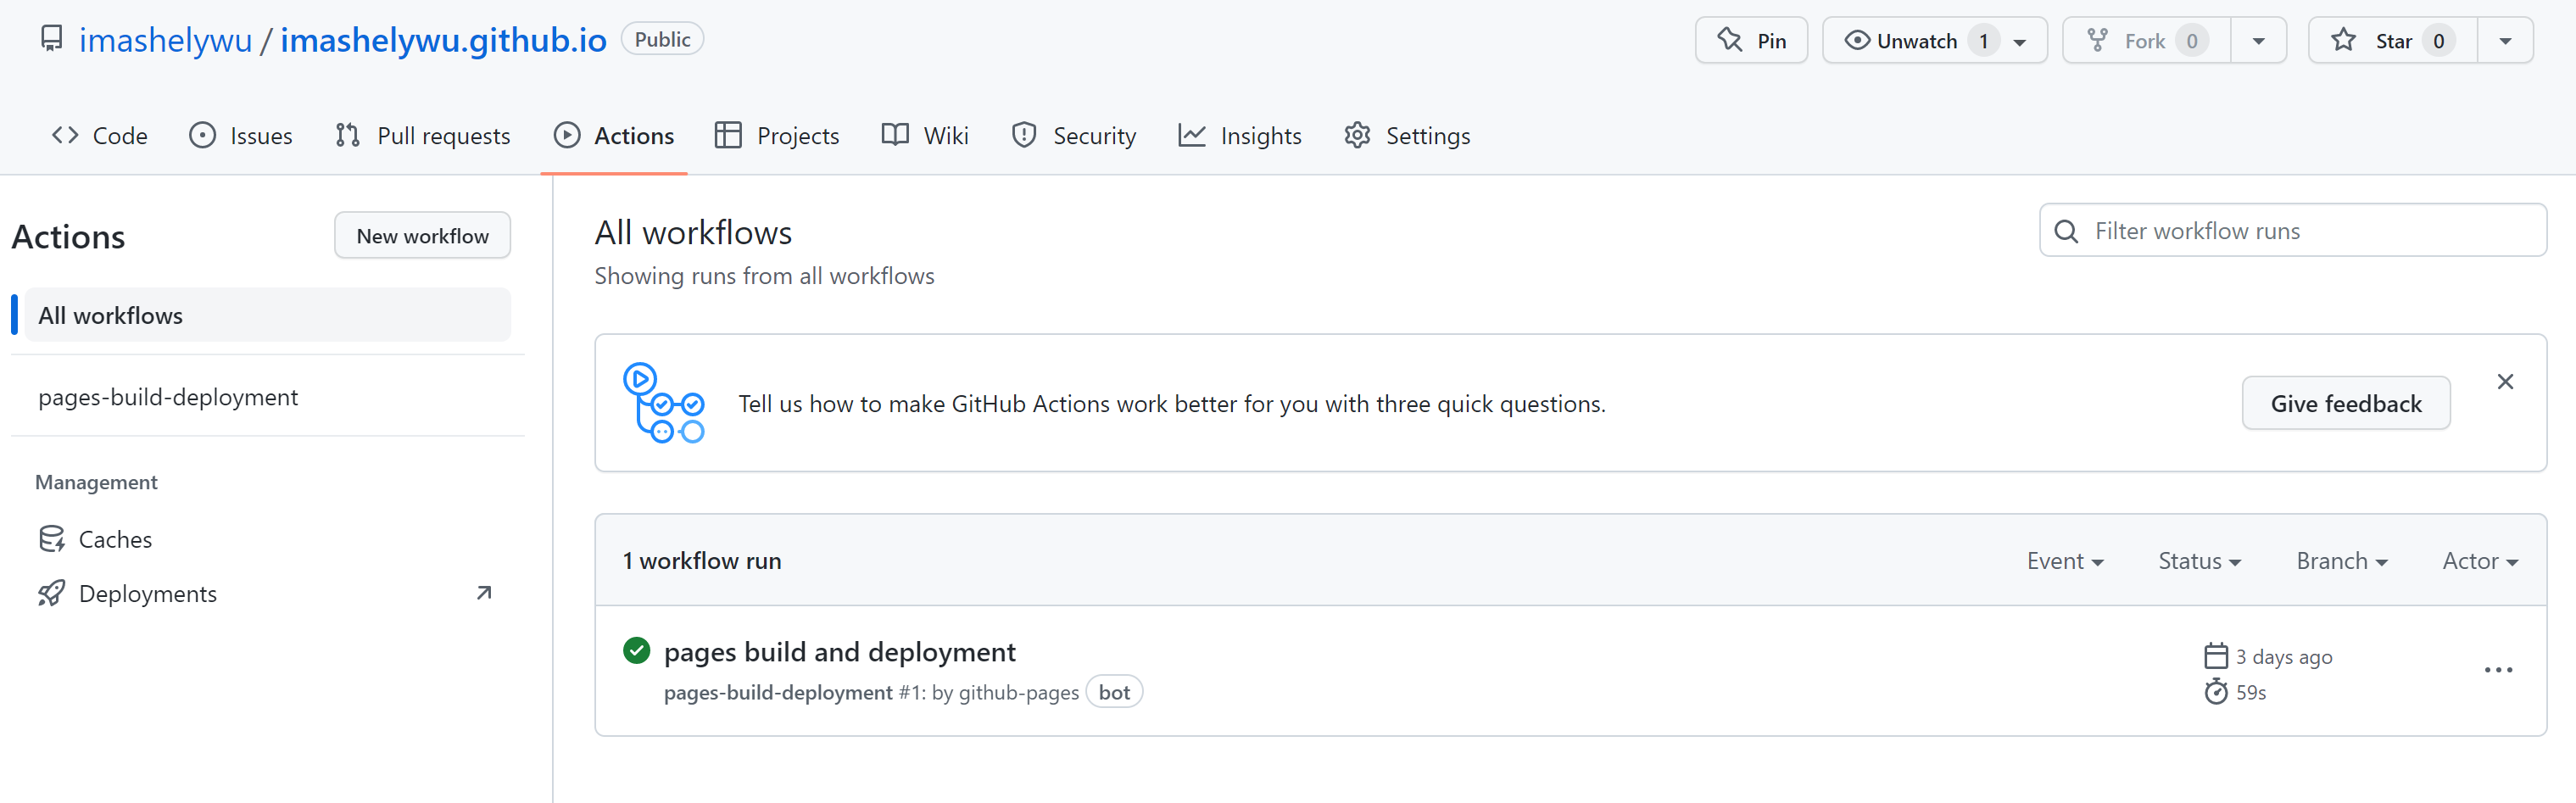 imashelywu / imashelywu.github.io Public
Pin Unwatch 1 Fork 0 Star 0
Code Issues Pull requests Actions Projects Wiki Security Insights Settings
Actions New workflow
All workflows
pages-build-deployment
Management
Caches
Deployments
All workflows
Showing runs from all workflows
Filter workflow runs
Tell us how to make GitHub Actions work better for you with three quick questions.
Give feedback
1 workflow run Event Status Branch Actor
pages build and deployment
pages-build-deployment #1: by github-pages bot
3 days ago
59s